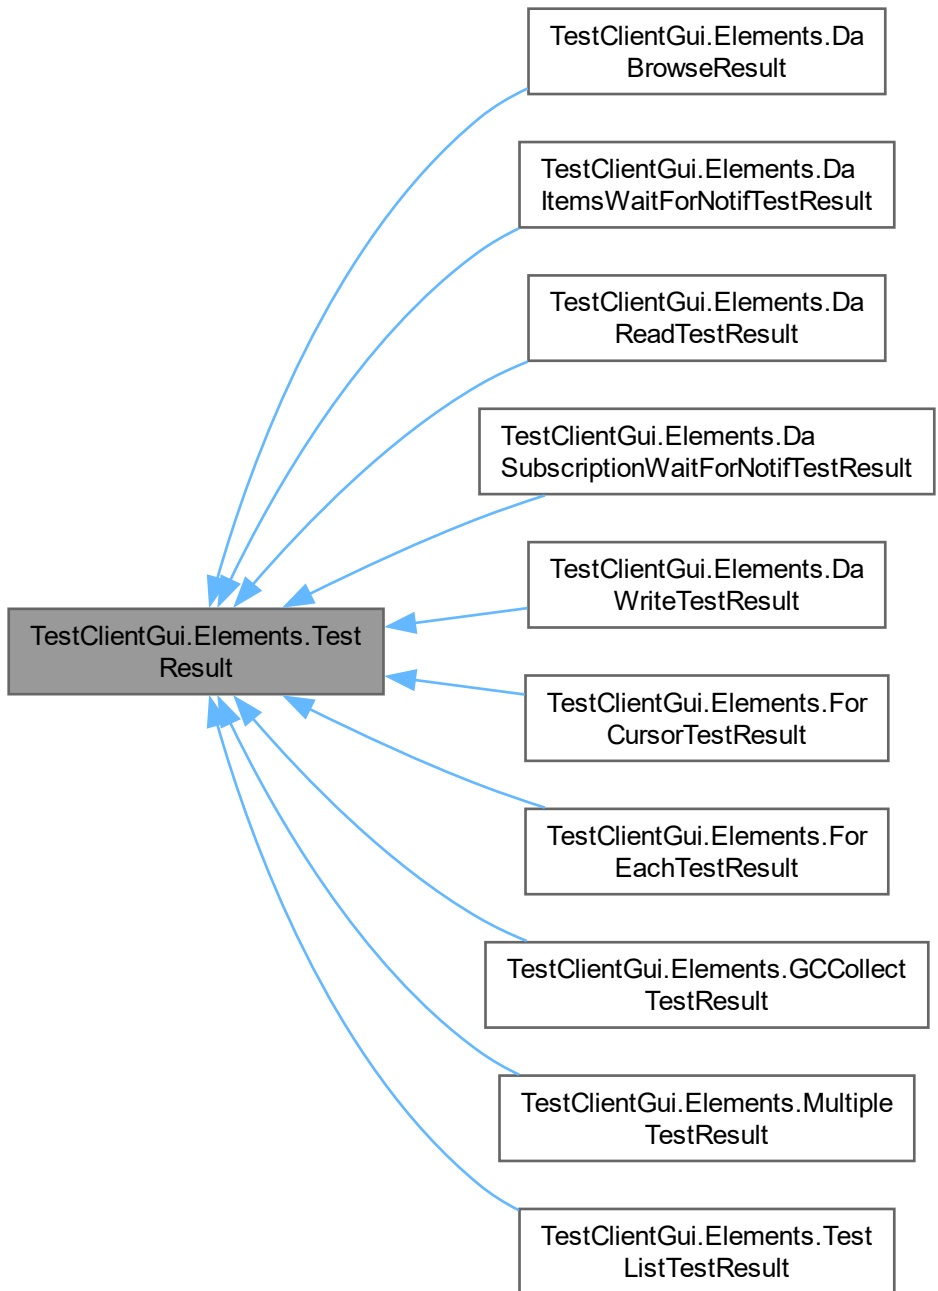 TestClientGui.Elements.Da
BrowseResult
TestClientGui.Elements.Da
ItemsWaitForNotifTestResult
TestClientGui.Elements.Da
ReadTestResult
TestClientGui.Elements.Da
SubscriptionWaitForNotifTestResult
TestClientGui.Elements.Da
WriteTestResult
TestClientGui.Elements.Test
Result
TestClientGui.Elements.For
CursorTestResult
TestClientGui.Elements.For
EachTestResult
TestClientGui.Elements.GCCollect
TestResult
TestClientGui.Elements.Multiple
TestResult
TestClientGui.Elements.Test
ListTestResult